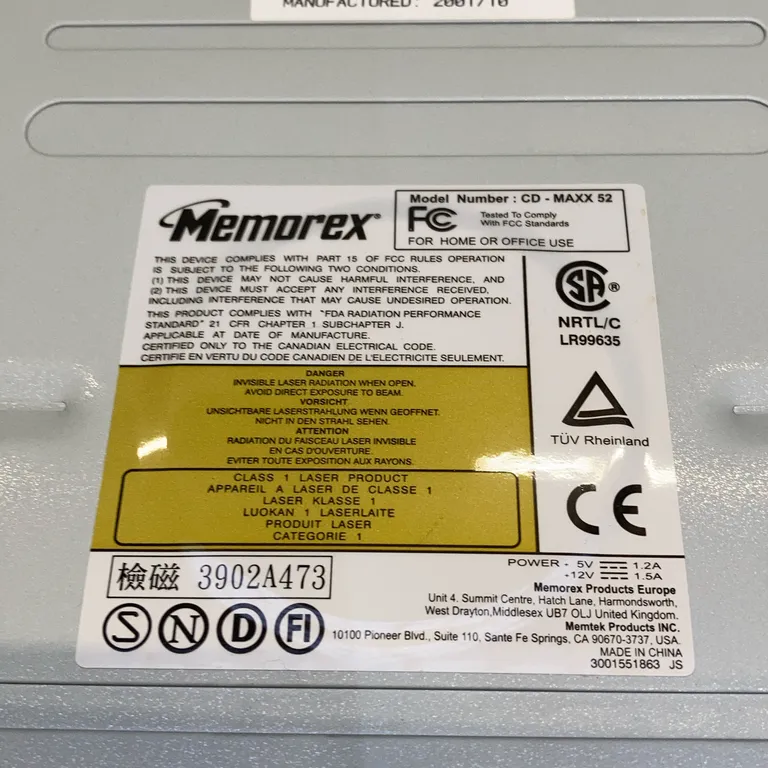 MANUFACTURED: 2001/10
Memorex®
Model Number : CD - MAXX 52
FC Tested To Comply
With FCC Standards
FOR HOME OR OFFICE USE
THIS DEVICE COMPLIES WITH PART 15 OF FCC RULES OPERATION
IS SUBJECT TO THE FOLLOWING TWO CONDITIONS.
(1) THIS DEVICE MAY NOT CAUSE HARMFUL INTERFERENCE, AND
(2) THIS DEVICE MUST ACCEPT ANY INTERFERENCE RECEIVED,
INCLUDING INTERFERENCE THAT MAY CAUSE UNDESIRED OPERATION.
THIS PRODUCT COMPLIES WITH "FDA RADIATION PERFORMANCE
STANDARD" 21 CFR CHAPTER 1 SUBCHAPTER J.
APPLICABLE AT DATE OF MANUFACTURE.
CERTIFIED ONLY TO THE CANADIAN ELECTRICAL CODE.
CERTIFIE EN VERTU DU CODE CANADIEN DE L'ELECTRICITE SEULEMENT.
DANGER
INVISIBLE LASER RADIATION WHEN OPEN.
AVOID DIRECT EXPOSURE TO BEAM.
VORSICHT
UNSICHTBARE LASERSTRAHLUNG WENN GEOFFNET.
NICHT IN DEN STRAHL SEHEN.
ATTENTION
RADIATION DU FAISCEAU LASER INVISIBLE
EN CAS D'OUVERTURE.
EVITER TOUTE EXPOSITION AUX RAYONS.
CLASS 1 LASER PRODUCT
APPAREIL A LASER DE CLASSE 1
LASER KLASSE 1
LUOKAN 1 LASERLAITE
PRODUIT LASER
CATEGORIE 1
SA ®
NRTL/C
LR99635
TÜV Rheinland
CE
檢磁 3902A473
S N D FI
POWER - 5V 1.2A
-12V 1.5A
Memorex Products Europe
Unit 4. Summit Centre, Hatch Lane, Harmondsworth,
West Drayton,Middlesex UB7 OLJ United Kingdom.
Memtek Products INC.
10100 Pioneer Blvd., Suite 110, Sante Fe Springs, CA 90670-3737, USA.
MADE IN CHINA
3001551863 JS